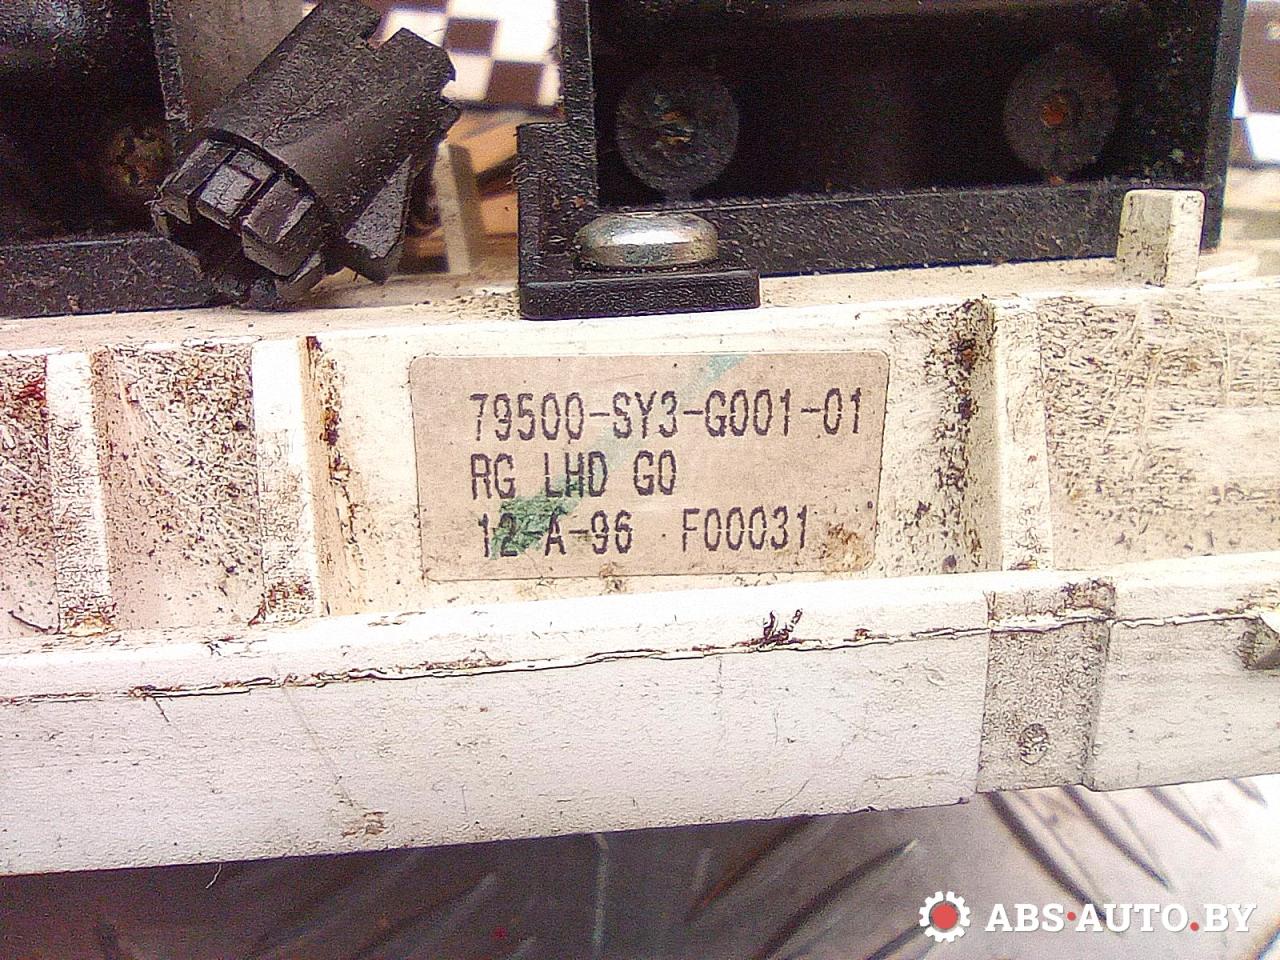 79500-SY3-G001-01
RG LHD G0
12-A-96 F00031
ABS·AUTO.BY